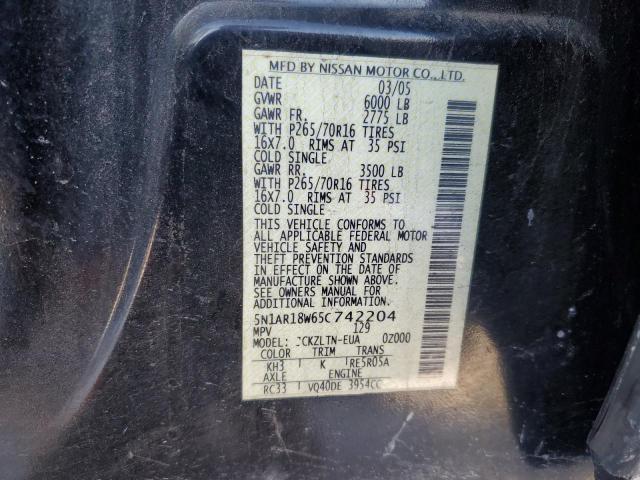 MFD BY NISSAN MOTOR CO., LTD.
DATE 03/05
GVWR 6000 LB
GAWR FR. 2775 LB
WITH P265/70R16 TIRES
16X7.0 RIMS AT 35 PSI
COLD SINGLE
GAWR RR. 3500 LB
WITH P265/70R16 TIRES
16X7.0 RIMS AT 35 PSI
COLD SINGLE
THIS VEHICLE CONFORMS TO
ALL APPLICABLE FEDERAL MOTOR
VEHICLE SAFETY AND
THEFT PREVENTION STANDARDS
IN EFFECT ON THE DATE OF
MANUFACTURE SHOWN ABOVE.
SEE OWNERS MANUAL FOR
ADDITIONAL INFORMATION.
5N1AR18W65C742204
MPV 129
MODEL: CKZLTN-EUA 0Z000
COLOR TRIM TRANS
KH3 K RE5R05A
AXLE ENGINE
RC33 VQ40DE 3954CC